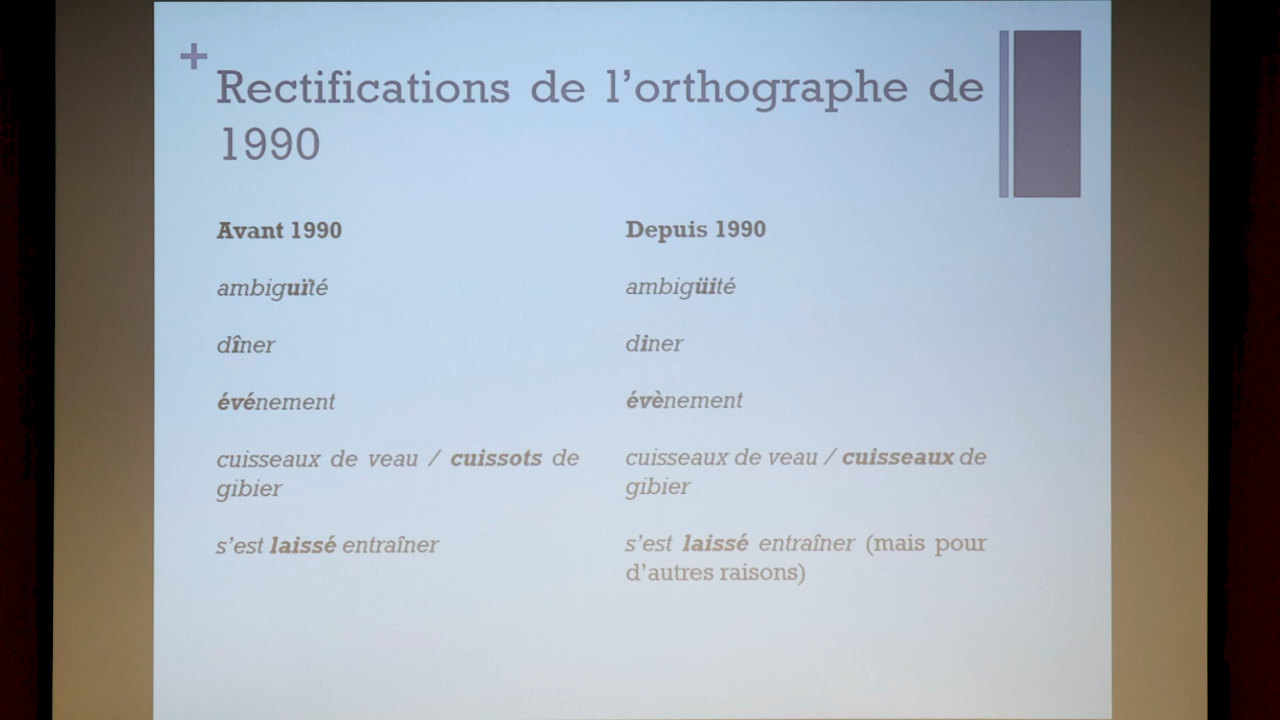 +
Rectifications de l’orthographe de
1990
Avant 1990
Depuis 1990
ambiguïté
ambigüité
dîner
diner
événement
évènement
cuisseaux de veau / cuissots de
gibier
cuisseaux de veau / cuisseaux de
gibier
s’est laissé entraîner
s’est laissé entraîner (mais pour
d’autres raisons)